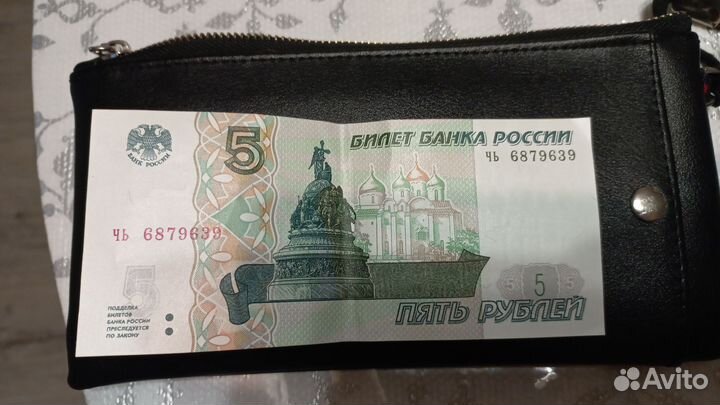 5
БИЛЕТ БАНКА РОССИИ
чь 6879639
БАНК РОССИИ
чь 6879639
5
5 5 5
ПЯТЬ РУБЛЕЙ
ПОДДЕЛКА
БИЛЕТОВ
БАНКА РОССИИ
ПРЕСЛЕДУЕТСЯ
ПО ЗАКОНУ
Avito